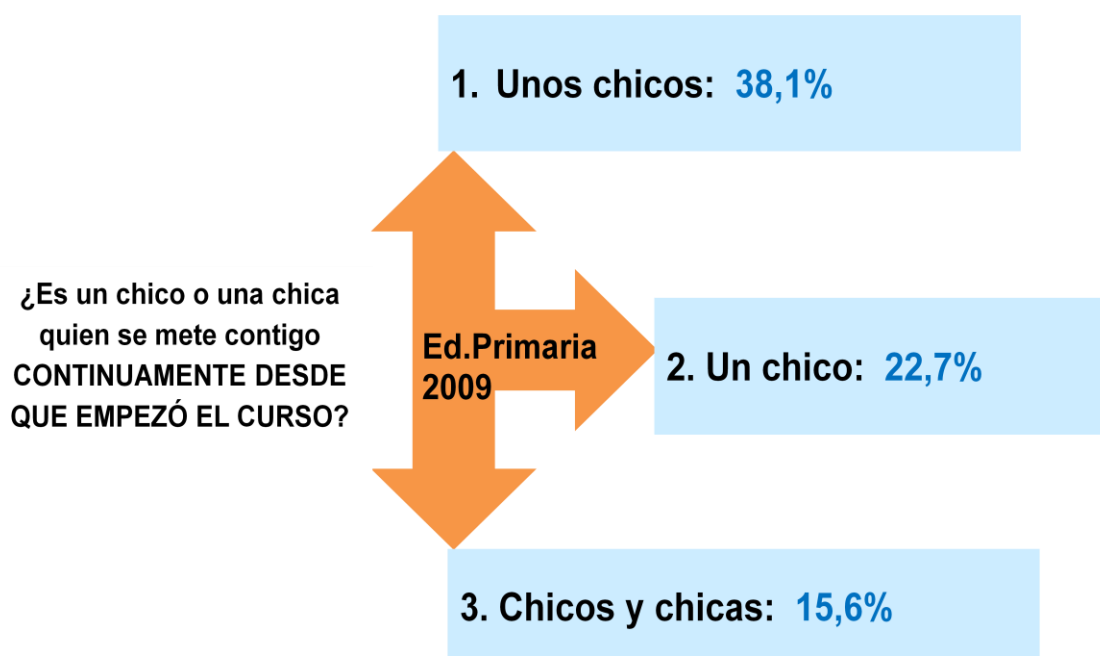 1. Unos chicos: 38,1%
¿Es un chico o una chica
quien se mete contigo
CONTINUAMENTE DESDE
QUE EMPEZÓ EL CURSO?
Ed.Primaria
2009
2. Un chico: 22,7%
3. Chicos y chicas: 15,6%